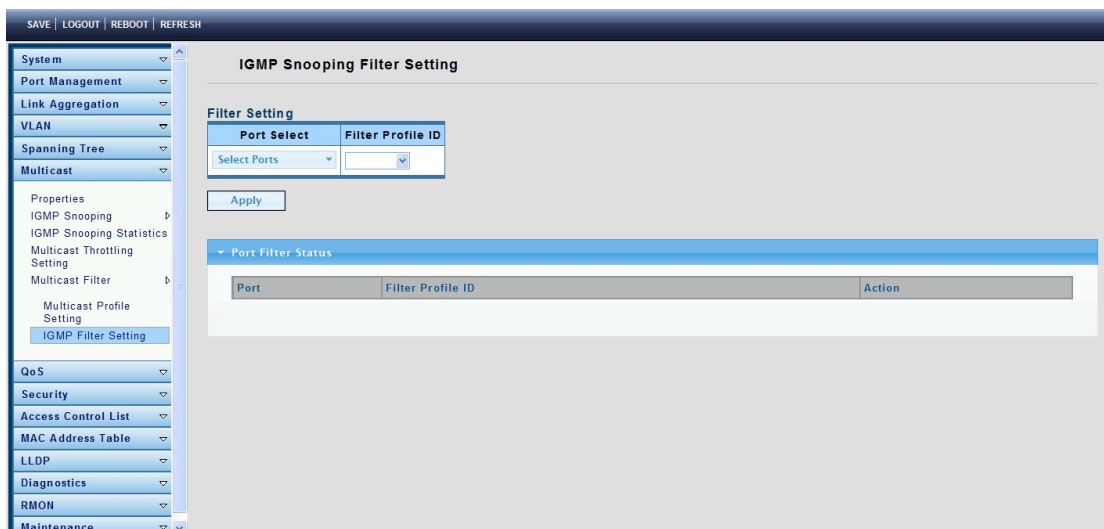 SAVE | LOGOUT | REBOOT | REFRESH
System
Port Management
Link Aggregation
VLAN
Spanning Tree
Multicast
Properties
IGMP Snooping
IGMP Snooping Statistics
Multicast Throttling
Setting
Multicast Filter
Multicast Profile
Setting
IGMP Filter Setting
QoS
Security
Access Control List
MAC Address Table
LLDP
Diagnostics
RMON
Maintenance
IGMP Snooping Filter Setting
Filter Setting
Port Select Filter Profile ID
Select Ports
Apply
Port Filter Status
Port Filter Profile ID Action